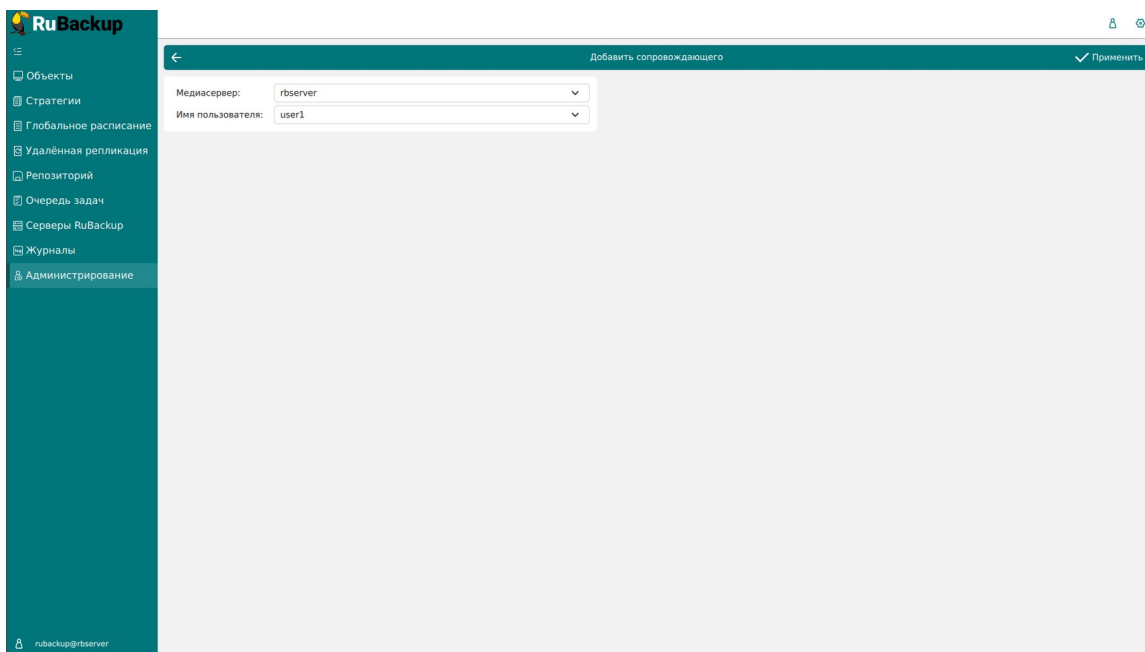 RuBackup
Объекты
Стратегии
Глобальное расписание
Удалённая репликация
Репозиторий
Очередь задач
Серверы RuBackup
Журналы
Администрирование
rubackup@rbserver
Добавить сопровождающего
Применить
Медиасервер: rbserver
Имя пользователя: user1